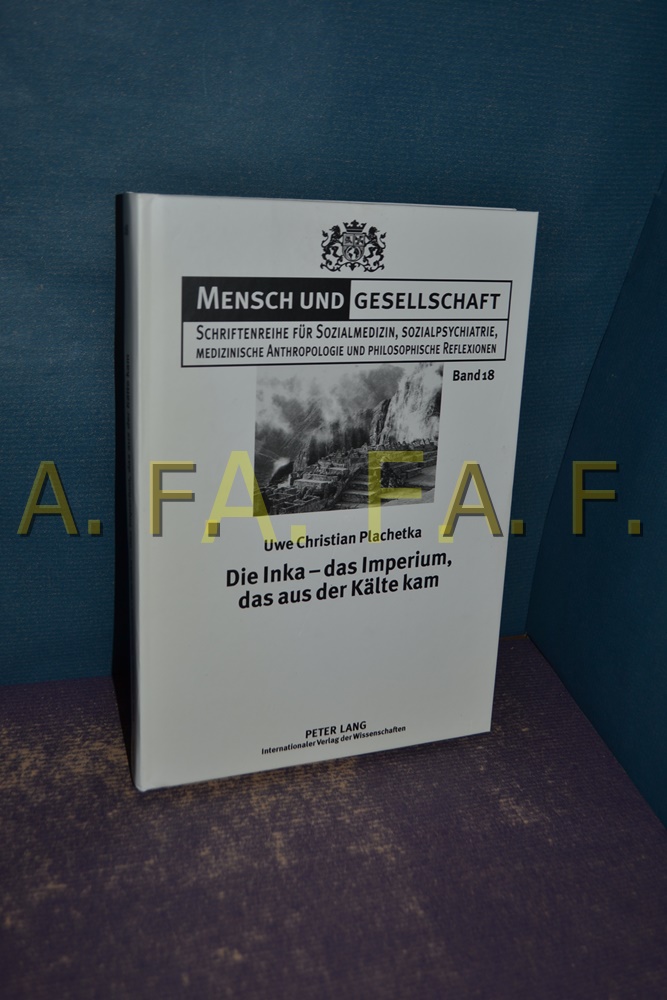 MENSCH UND GESELLSCHAFT
SCHRIFTENREIHE FÜR SOZIALMEDIZIN, SOZIALPSYCHIATRIE,
MEDIZINISCHE ANTHROPOLOGIE UND PHILOSOPHISCHE REFLEXIONEN
Band 18
A. F. A. F. A. F.
Uwe Christian Plachetka
Die Inka – das Imperium,
das aus der Kälte kam
PETER LANG
Internationaler Verlag der Wissenschaften